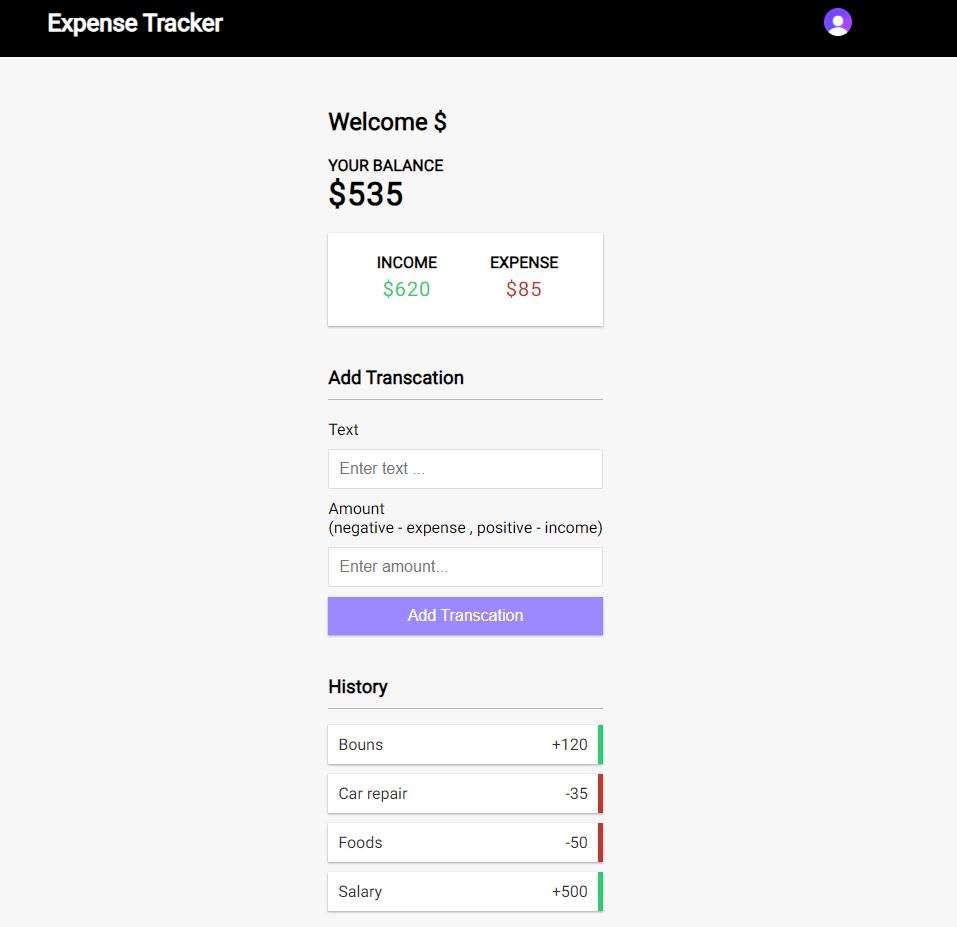 Expense Tracker
Welcome $
YOUR BALANCE
$535
INCOME EXPENSE
$620 $85
Add Transcation
Text
Enter text ...
Amount
(negative - expense , positive - income)
Enter amount...
Add Transcation
History
Bouns +120
Car repair -35
Foods -50
Salary +500